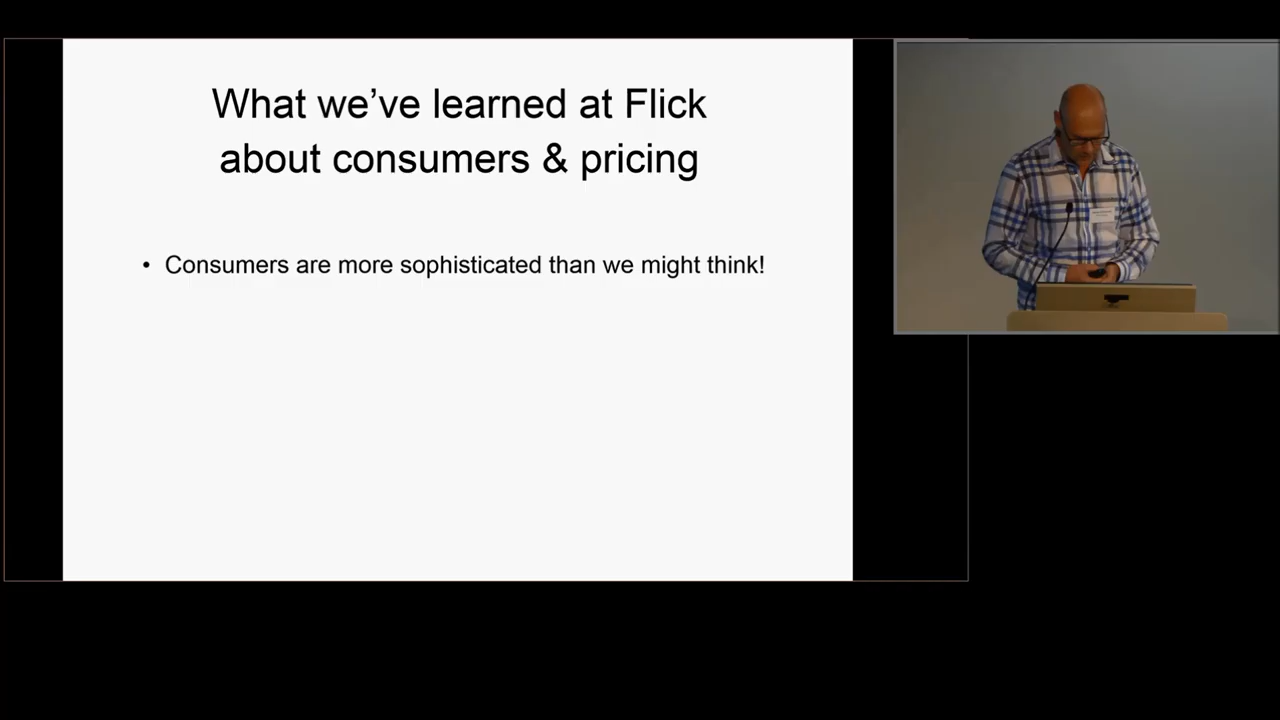 What we've learned at Flick
about consumers & pricing
• Consumers are more sophisticated than we might think!